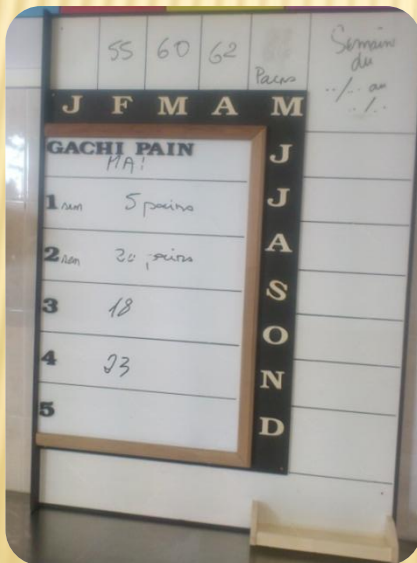 55 60 62 Semaine
du
Pains ../.. au
../..
J F M A M
GACHI PAIN
MAI
J
1 sem 5 pains
J
2 sem 20 pains
A
3 18
S
4 23
O
N
5
D